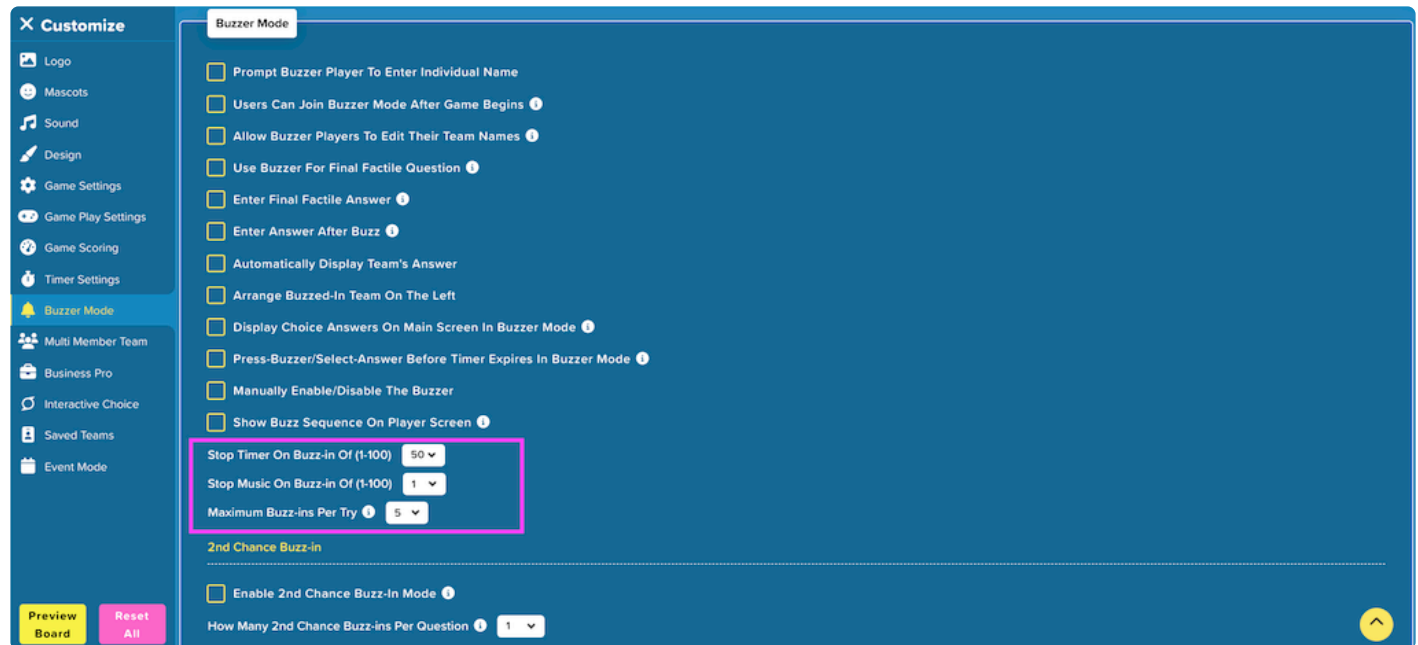 Customize
Logo
Mascots
Sound
Design
Game Settings
Game Play Settings
Game Scoring
Timer Settings
Buzzer Mode
Multi Member Team
Business Pro
Interactive Choice
Saved Teams
Event Mode
Preview Board
Reset All
Buzzer Mode
Prompt Buzzer Player To Enter Individual Name
Users Can Join Buzzer Mode After Game Begins
Allow Buzzer Players To Edit Their Team Names
Use Buzzer For Final Factile Question
Enter Final Factile Answer
Enter Answer After Buzz
Automatically Display Team's Answer
Arrange Buzzed-In Team On The Left
Display Choice Answers On Main Screen In Buzzer Mode
Press-Buzzer/Select-Answer Before Timer Expires In Buzzer Mode
Manually Enable/Disable The Buzzer
Show Buzz Sequence On Player Screen
Stop Timer On Buzz-in Of (1-100) 50
Stop Music On Buzz-in Of (1-100) 1
Maximum Buzz-ins Per Try 5
2nd Chance Buzz-in
Enable 2nd Chance Buzz-In Mode
How Many 2nd Chance Buzz-ins Per Question 1